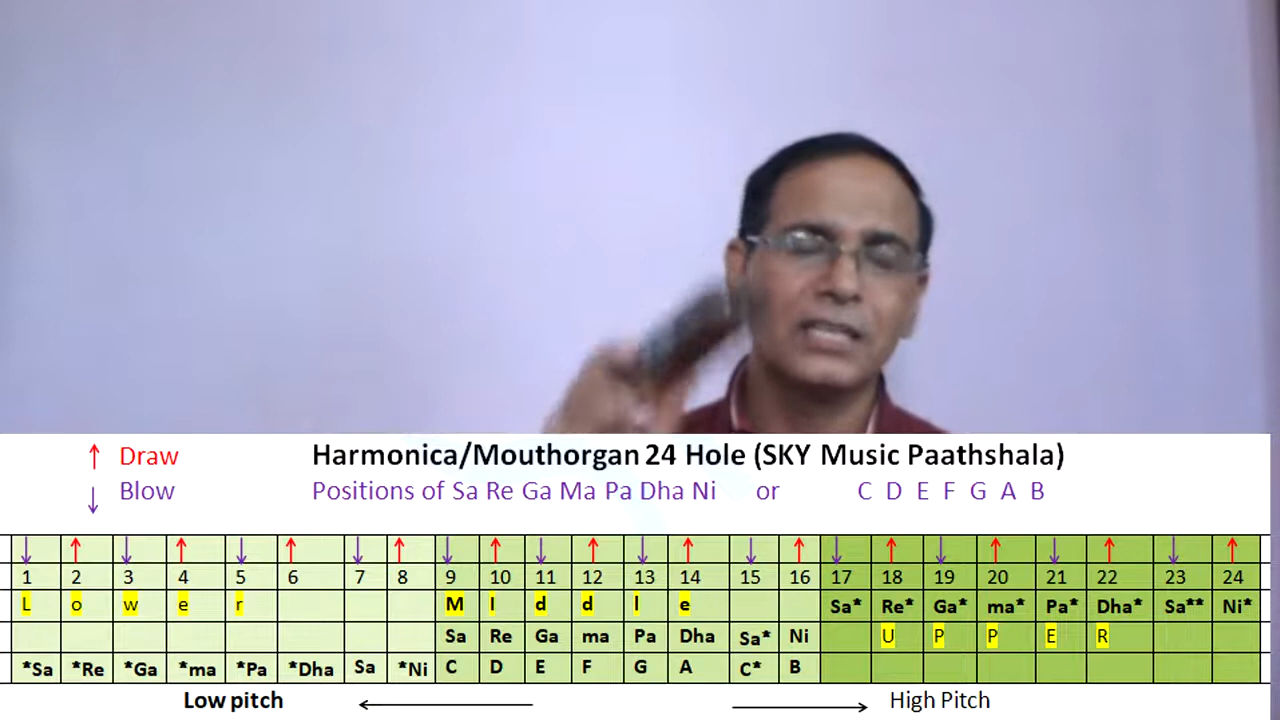 ↑ Draw Harmonica/Mouthorgan 24 Hole (SKY Music Paathshala)
↓ Blow Positions of Sa Re Ga Ma Pa Dha Ni or C D E F G A B
↓ ↑ ↓ ↑ ↓ ↑ ↓ ↑ ↓ ↑ ↓ ↑ ↓ ↑ ↓ ↑ ↓ ↑ ↓ ↑ ↓ ↑ ↓ ↑
1 2 3 4 5 6 7 8 9 10 11 12 13 14 15 16 17 18 19 20 21 22 23 24
L o w e r M I d d l e Sa* Re* Ga* ma* Pa* Dha* Sa** Ni*
Sa Re Ga ma Pa Dha Sa* Ni U P P E R
*Sa *Re *Ga *ma *Pa *Dha Sa *Ni C D E F G A C* B
Low pitch ← → High Pitch